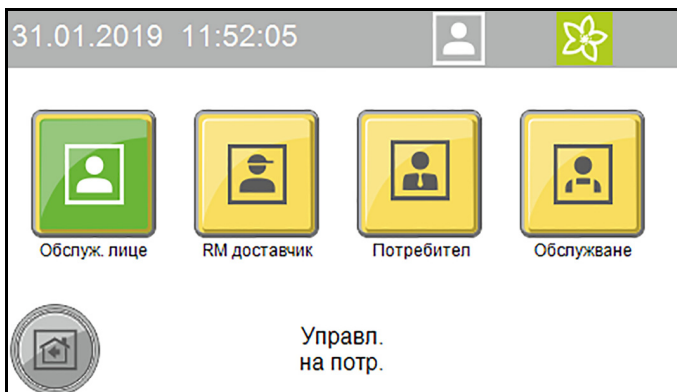 31.01.2019 11:52:05
Обслуж. лице
RM доставчик
Потребител
Обслужване
Управл.
на потр.